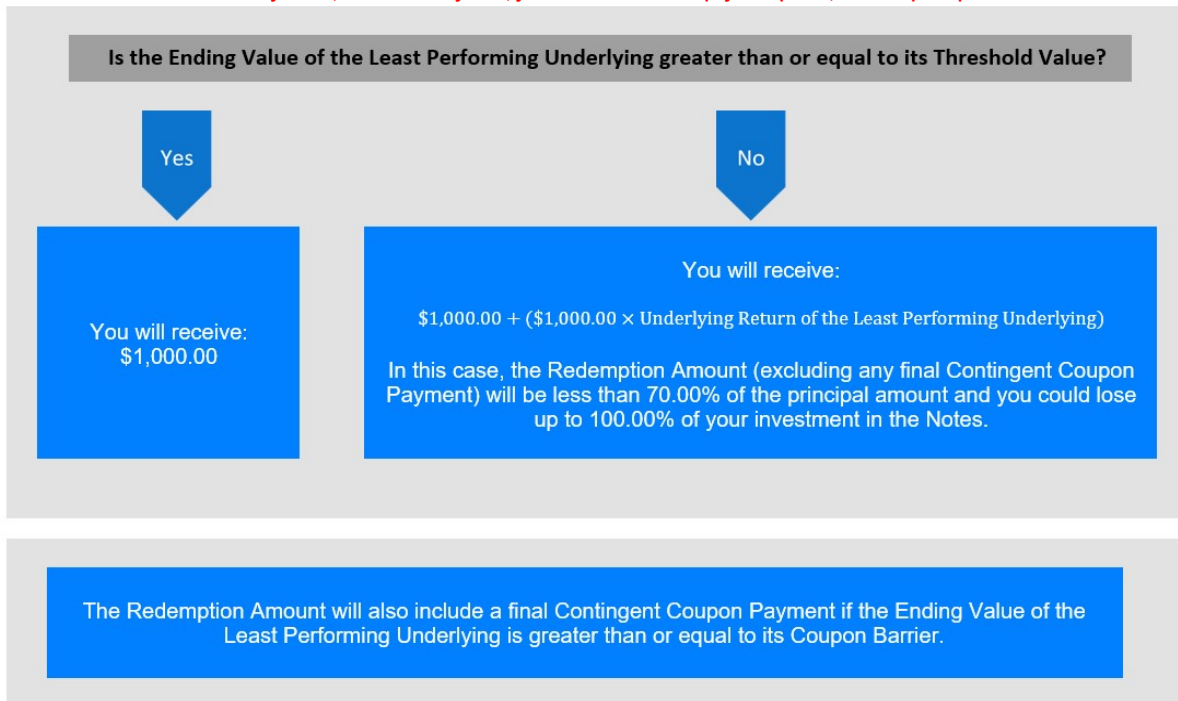 Is the Ending Value of the Least Performing Underlying greater than or equal to its Threshold Value?
Yes
No
You will receive:
$1,000.00
You will receive:
$1,000.00 + ($1,000.00 × Underlying Return of the Least Performing Underlying)
In this case, the Redemption Amount (excluding any final Contingent Coupon
Payment) will be less than 70.00% of the principal amount and you could lose
up to 100.00% of your investment in the Notes.
The Redemption Amount will also include a final Contingent Coupon Payment if the Ending Value of the
Least Performing Underlying is greater than or equal to its Coupon Barrier.